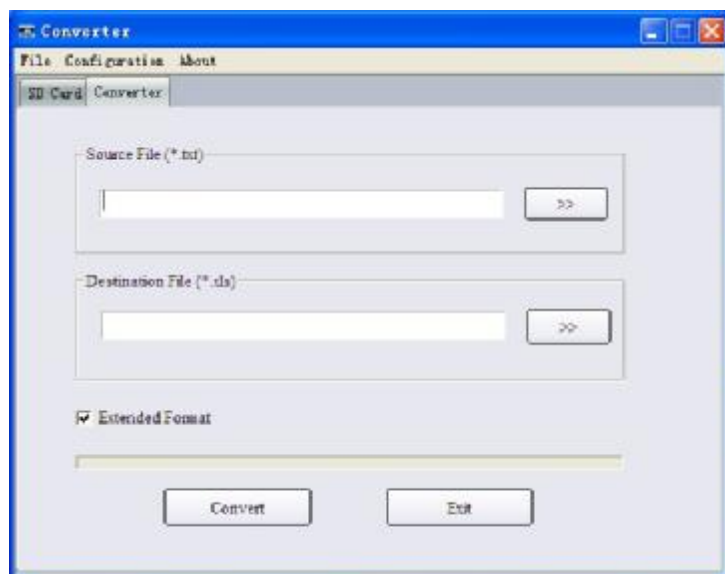 Converter
File Configuration About
SD Card Converter
Source File (*.txt)
>>
Destination File (*.xls)
>>
Extended Format
Convert Exit